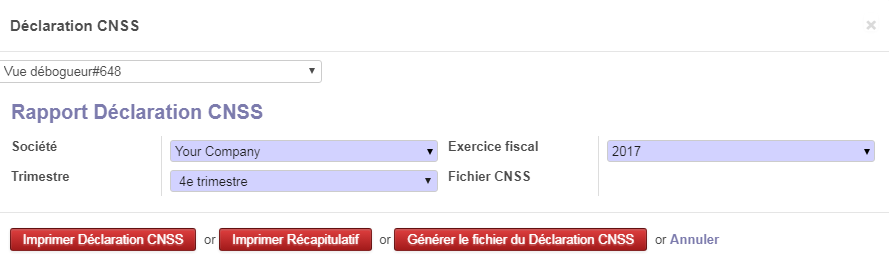 Déclaration CNSS ×
Vue débogueur#648
Rapport Déclaration CNSS
Société Your Company Exercice fiscal 2017
Trimestre 4e trimestre Fichier CNSS
Imprimer Déclaration CNSS or Imprimer Récapitulatif or Générer le fichier du Déclaration CNSS or Annuler